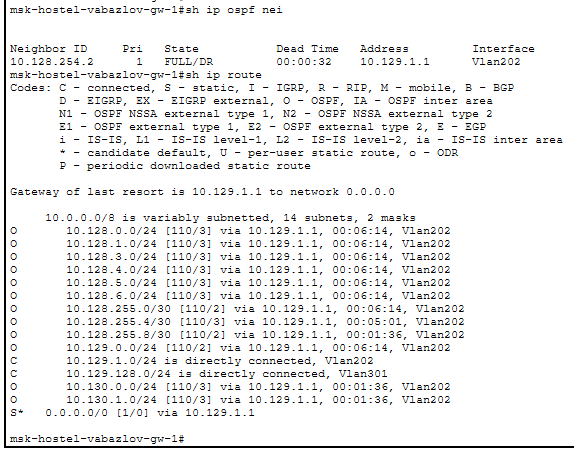 msk-hostel-vabazlov-gw-1#sh ip ospf nei
Neighbor ID     Pri   State           Dead Time   Address         Interface
10.128.254.2      1   FULL/DR         00:00:32    10.129.1.1      Vlan202
msk-hostel-vabazlov-gw-1#sh ip route
Codes: C - connected, S - static, I - IGRP, R - RIP, M - mobile, B - BGP
       D - EIGRP, EX - EIGRP external, O - OSPF, IA - OSPF inter area
       N1 - OSPF NSSA external type 1, N2 - OSPF NSSA external type 2
       E1 - OSPF external type 1, E2 - OSPF external type 2, E - EGP
       i - IS-IS, L1 - IS-IS level-1, L2 - IS-IS level-2, ia - IS-IS inter area
       * - candidate default, U - per-user static route, o - ODR
       P - periodic downloaded static route
Gateway of last resort is 10.129.1.1 to network 0.0.0.0
     10.0.0.0/8 is variably subnetted, 14 subnets, 2 masks
O       10.128.0.0/24 [110/3] via 10.129.1.1, 00:06:14, Vlan202
O       10.128.1.0/24 [110/3] via 10.129.1.1, 00:06:14, Vlan202
O       10.128.3.0/24 [110/3] via 10.129.1.1, 00:06:14, Vlan202
O       10.128.4.0/24 [110/3] via 10.129.1.1, 00:06:14, Vlan202
O       10.128.5.0/24 [110/3] via 10.129.1.1, 00:06:14, Vlan202
O       10.128.6.0/24 [110/3] via 10.129.1.1, 00:06:14, Vlan202
O       10.128.255.0/30 [110/2] via 10.129.1.1, 00:06:14, Vlan202
O       10.128.255.4/30 [110/3] via 10.129.1.1, 00:05:01, Vlan202
O       10.128.255.8/30 [110/2] via 10.129.1.1, 00:01:36, Vlan202
O       10.129.0.0/24 [110/2] via 10.129.1.1, 00:06:14, Vlan202
C       10.129.1.0/24 is directly connected, Vlan202
C       10.129.128.0/24 is directly connected, Vlan301
O       10.130.0.0/24 [110/3] via 10.129.1.1, 00:01:36, Vlan202
O       10.130.1.0/24 [110/3] via 10.129.1.1, 00:01:36, Vlan202
S*   0.0.0.0/0 [1/0] via 10.129.1.1
msk-hostel-vabazlov-gw-1#